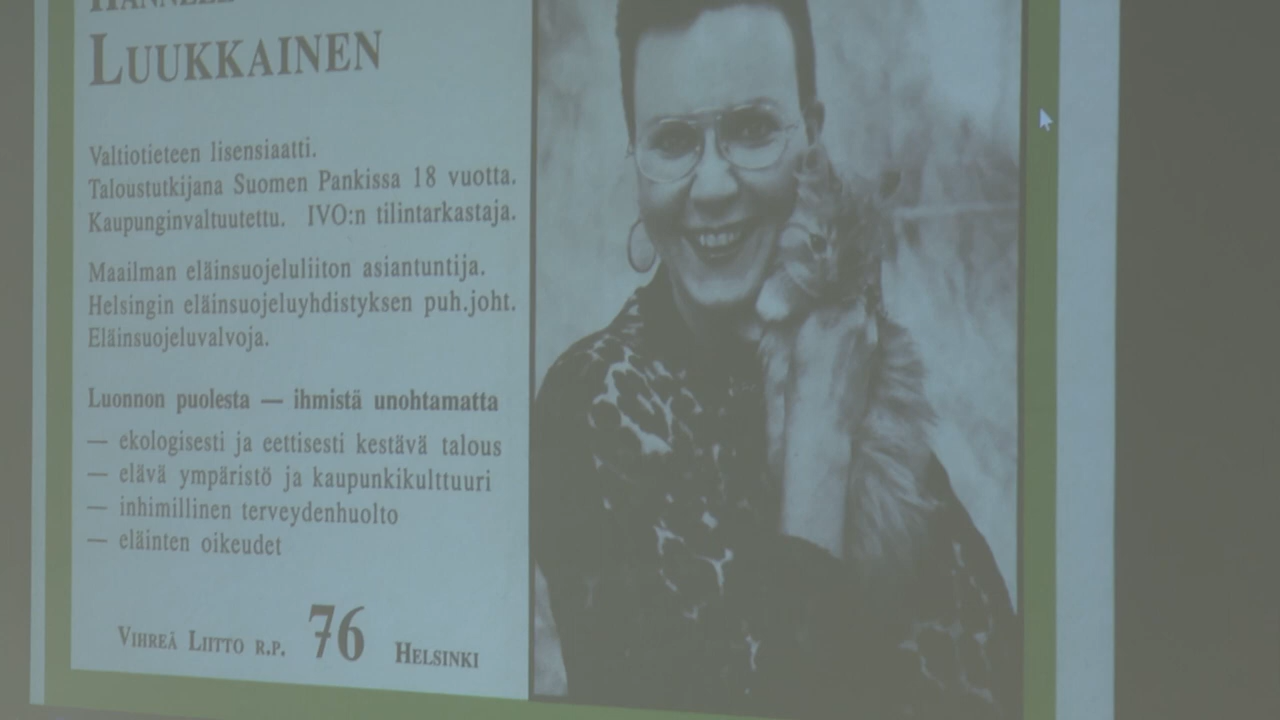 HANNELE
LUUKKAINEN
Valtiotieteen lisensiaatti.
Taloustutkijana Suomen Pankissa 18 vuotta.
Kaupunginvaltuutettu. IVO:n tilintarkastaja.
Maailman eläinsuojeluliiton asiantuntija.
Helsingin eläinsuojeluyhdistyksen puh.joht.
Eläinsuojeluvalvoja.
Luonnon puolesta — ihmistä unohtamatta
— ekologisesti ja eettisesti kestävä talous
— elävä ympäristö ja kaupunkikulttuuri
— inhimillinen terveydenhuolto
— eläinten oikeudet
VIHREÄ LIITTO R.P. 76 HELSINKI